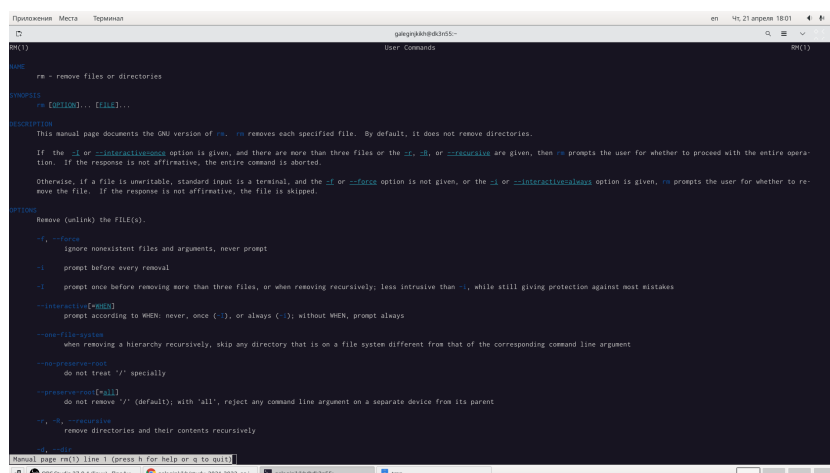 Приложения Места Терминал en Чт, 21 апреля 18:01
galeginjkikh@dk3n55:~
RM(1) User Commands RM(1)
NAME
rm - remove files or directories
SYNOPSIS
rm [OPTION]... [FILE]...
DESCRIPTION
This manual page documents the GNU version of rm. rm removes each specified file. By default, it does not remove directories.
If the -I or --interactive=once option is given, and there are more than three files or the -r, -R, or --recursive are given, then rm prompts the user for whether to proceed with the entire opera-
tion. If the response is not affirmative, the entire command is aborted.
Otherwise, if a file is unwritable, standard input is a terminal, and the -f or --force option is not given, or the -i or --interactive=always option is given, rm prompts the user for whether to re-
move the file. If the response is not affirmative, the file is skipped.
OPTIONS
Remove (unlink) the FILE(s).
-f, --force
ignore nonexistent files and arguments, never prompt
-i prompt before every removal
-I prompt once before removing more than three files, or when removing recursively; less intrusive than -i, while still giving protection against most mistakes
--interactive[=WHEN]
prompt according to WHEN: never, once (-I), or always (-i); without WHEN, prompt always
--one-file-system
when removing a hierarchy recursively, skip any directory that is on a file system different from that of the corresponding command line argument
--no-preserve-root
do not treat '/' specially
--preserve-root[=all]
do not remove '/' (default); with 'all', reject any command line argument on a separate device from its parent
-r, -R, --recursive
remove directories and their contents recursively
-d, --dir
Manual page rm(1) line 1 (press h for help or q to quit)